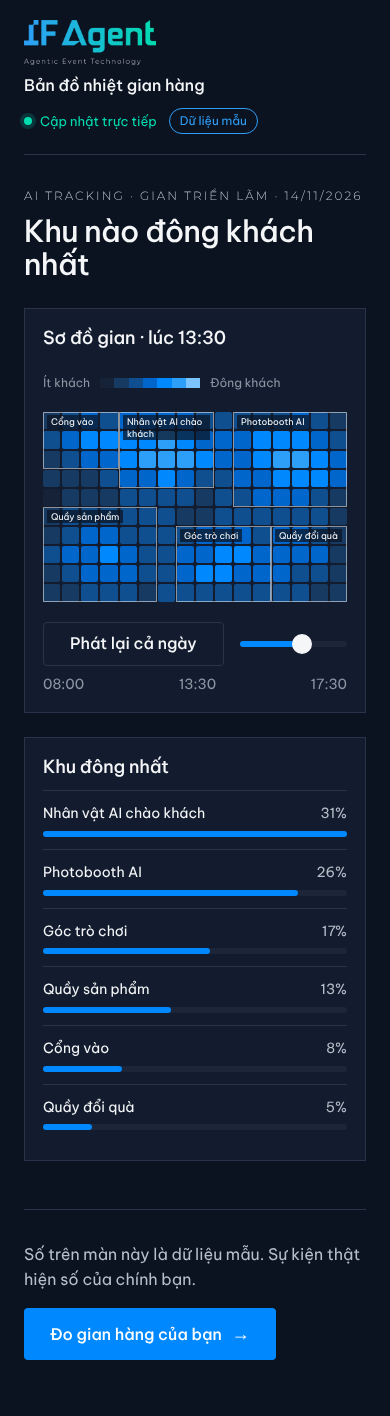 IF Agent
Agentic Event Technology
Bản đồ nhiệt gian hàng
Cập nhật trực tiếp
Dữ liệu mẫu
AI TRACKING · GIAN TRIỂN LÃM · 14/11/2026
Khu nào đông khách
nhất
Sơ đồ gian · lúc 13:30
Ít khách
Đông khách
Cổng vào
Nhân vật AI chào
khách
Photobooth AI
Quầy sản phẩm
Góc trò chơi
Quầy đổi quà
Phát lại cả ngày
08:00
13:30
17:30
Khu đông nhất
Nhân vật AI chào khách 31%
Photobooth AI 26%
Góc trò chơi 17%
Quầy sản phẩm 13%
Cổng vào 8%
Quầy đổi quà 5%
Số trên màn này là dữ liệu mẫu. Sự kiện thật
hiện số của chính bạn.
Đo gian hàng của bạn →